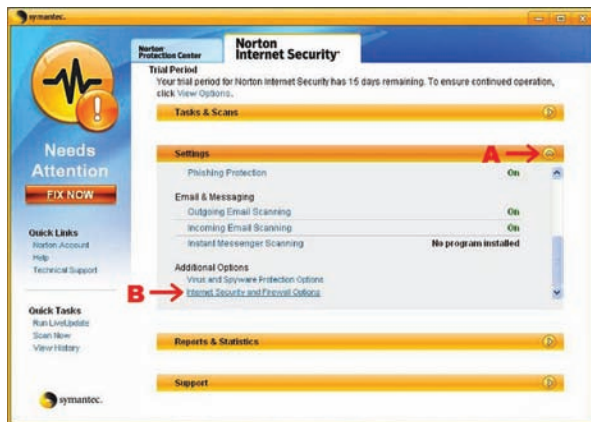 symantec.
Norton
Protection Center
Norton
Internet Security™
Trial Period
Your trial period for Norton Internet Security has 15 days remaining. To ensure continued operation,
click View Options.
Tasks & Scans
Needs
Attention
FIX NOW
Settings
A
Phishing Protection On
Email & Messaging
Outgoing Email Scanning On
Incoming Email Scanning On
Instant Messenger Scanning No program installed
Additional Options
Virus and Spyware Protection Options
B
Internet Security and Firewall Options
Quick Links
Norton Account
Help
Technical Support
Quick Tasks
Run LiveUpdate
Scan Now
View History
Reports & Statistics
Support
symantec.